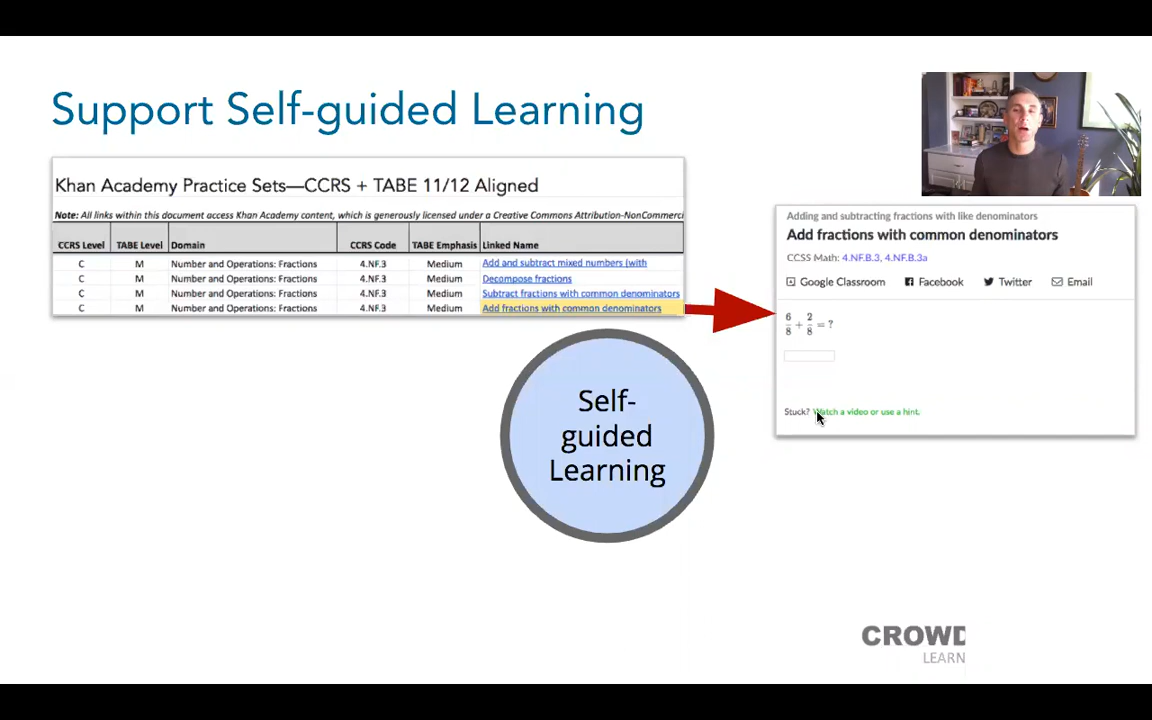 Support Self-guided Learning
Khan Academy Practice Sets—CCRS + TABE 11/12 Aligned
Note: All links within this document access Khan Academy content, which is generously licensed under a Creative Commons Attribution-NonCommerci
CCRS Level TABE Level Domain CCRS Code TABE Emphasis Linked Name
C M Number and Operations: Fractions 4.NF.3 Medium Add and subtract mixed numbers (with
C M Number and Operations: Fractions 4.NF.3 Medium Decompose fractions
C M Number and Operations: Fractions 4.NF.3 Medium Subtract fractions with common denominators
C M Number and Operations: Fractions 4.NF.3 Medium Add fractions with common denominators
Adding and subtracting fractions with like denominators
Add fractions with common denominators
CCSS Math: 4.NF.B.3, 4.NF.B.3a
Google Classroom Facebook Twitter Email
6/8 + 2/8 = ?
Stuck? Watch a video or use a hint.
Self-
guided
Learning
CROWD
LEARN